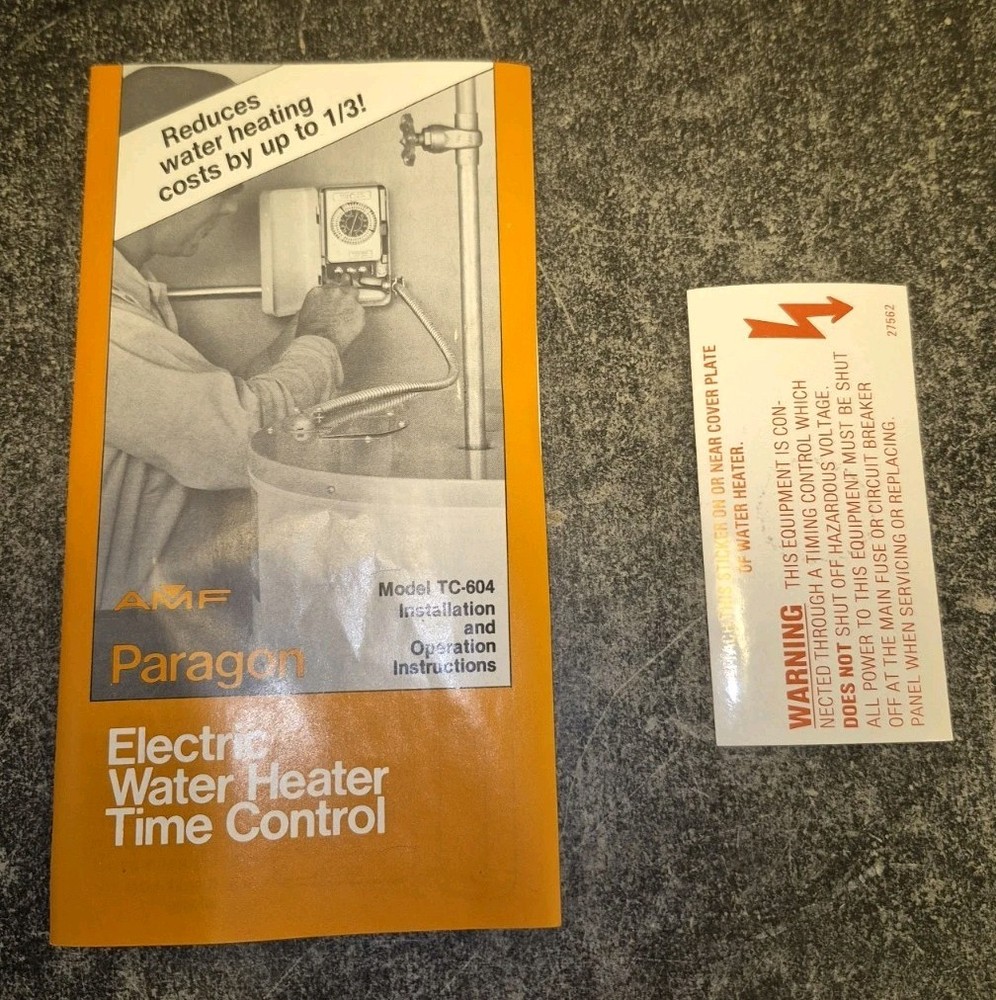 Reduces
water heating
costs by up to 1/3!
AMF
Paragon
Model TC-604
Installation
and
Operation
Instructions
Electric
Water Heater
Time Control
ATTACH THIS STICKER ON OR NEAR COVER PLATE
OF WATER HEATER.
WARNING THIS EQUIPMENT IS CON-
NECTED THROUGH A TIMING CONTROL WHICH
DOES NOT SHUT OFF HAZARDOUS VOLTAGE.
ALL POWER TO THIS EQUIPMENT MUST BE SHUT
OFF AT THE MAIN FUSE OR CIRCUIT BREAKER
PANEL WHEN SERVICING OR REPLACING.
27562